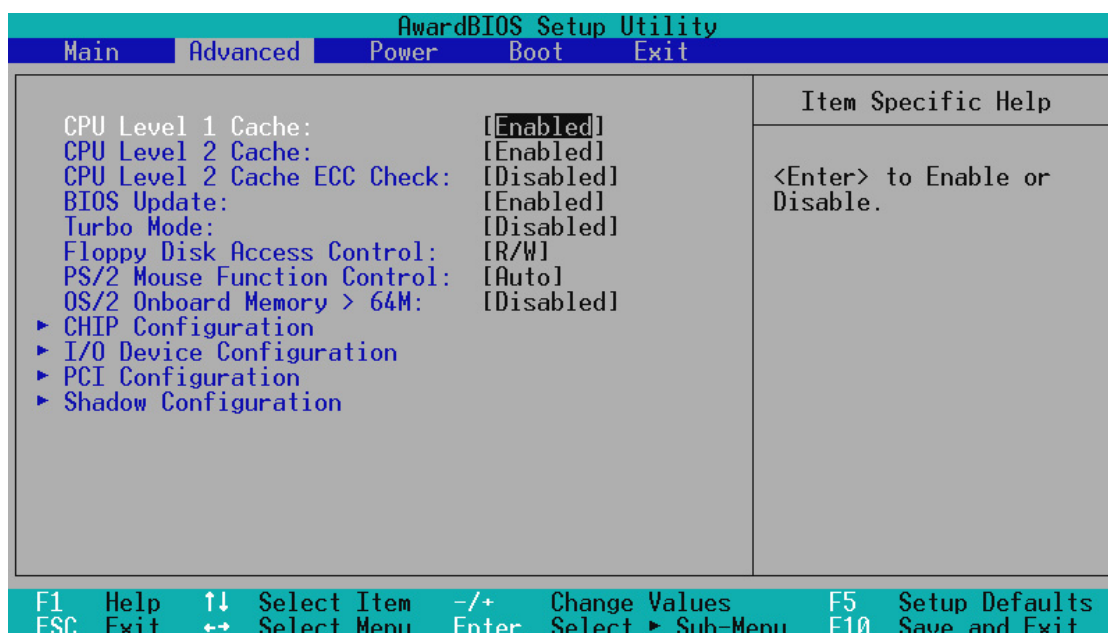 AwardBIOS Setup Utility
Main Advanced Power Boot Exit
Item Specific Help
CPU Level 1 Cache: [Enabled]
CPU Level 2 Cache: [Enabled]
CPU Level 2 Cache ECC Check: [Disabled]
<Enter> to Enable or
BIOS Update: [Enabled]
Disable.
Turbo Mode: [Disabled]
Floppy Disk Access Control: [R/W]
PS/2 Mouse Function Control: [Auto]
OS/2 Onboard Memory > 64M: [Disabled]
► CHIP Configuration
► I/O Device Configuration
► PCI Configuration
► Shadow Configuration
F1 Help ↑↓ Select Item -/+ Change Values F5 Setup Defaults
ESC Exit ←→ Select Menu Enter Select ► Sub-Menu F10 Save and Exit